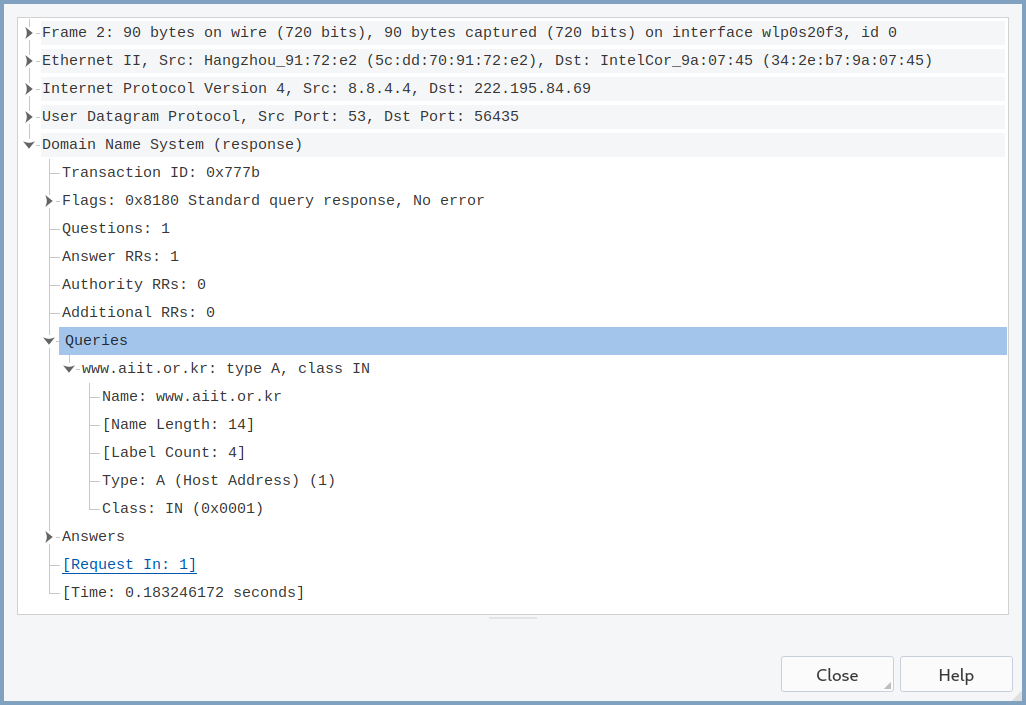 Frame 2: 90 bytes on wire (720 bits), 90 bytes captured (720 bits) on interface wlp0s20f3, id 0
Ethernet II, Src: Hangzhou_91:72:e2 (5c:dd:70:91:72:e2), Dst: IntelCor_9a:07:45 (34:2e:b7:9a:07:45)
Internet Protocol Version 4, Src: 8.8.4.4, Dst: 222.195.84.69
User Datagram Protocol, Src Port: 53, Dst Port: 56435
Domain Name System (response)
Transaction ID: 0x777b
Flags: 0x8180 Standard query response, No error
Questions: 1
Answer RRs: 1
Authority RRs: 0
Additional RRs: 0
Queries
www.aiit.or.kr: type A, class IN
Name: www.aiit.or.kr
[Name Length: 14]
[Label Count: 4]
Type: A (Host Address) (1)
Class: IN (0x0001)
Answers
[Request In: 1]
[Time: 0.183246172 seconds]
Close Help